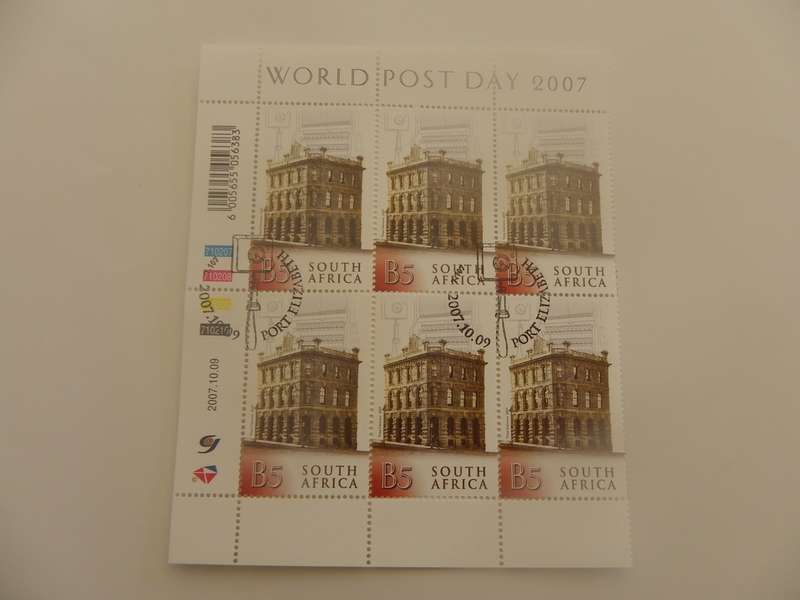 WORLD POST DAY 2007
6 005655 056383
710207
710208
2007.10.09
B5 SOUTH AFRICA
B5 SOUTH AFRICA
B5 SOUTH AFRICA
PORT ELIZABETH
2007.10.09
PORT ELIZABETH
2007.10.09
B5 SOUTH AFRICA
B5 SOUTH AFRICA
B5 SOUTH AFRICA